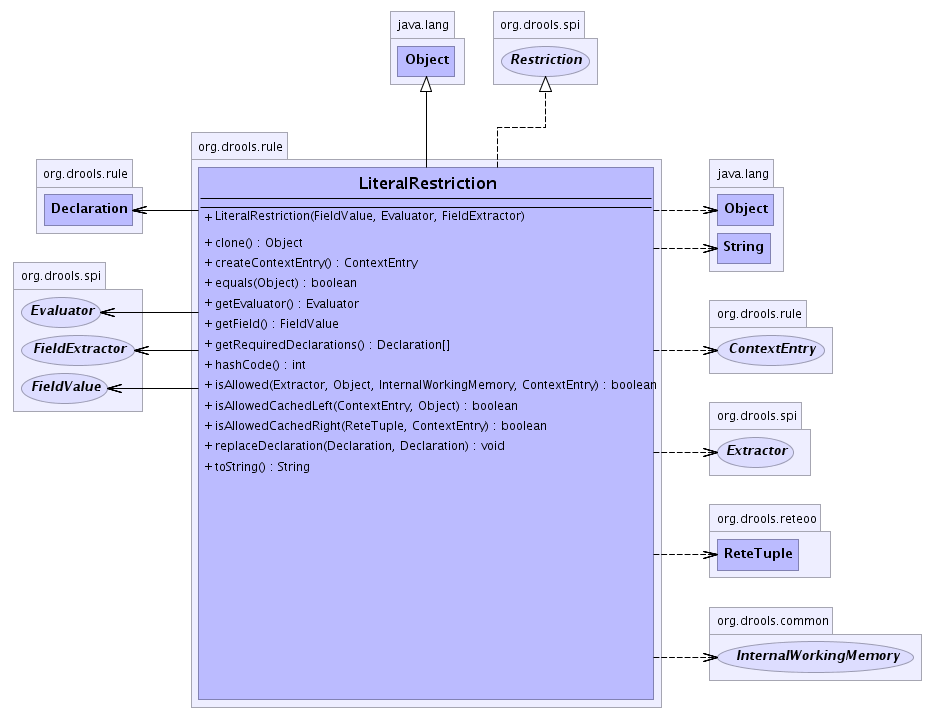 java.lang
Object
org.drools.spi
Restriction
org.drools.rule
Declaration
org.drools.spi
Evaluator
FieldExtractor
FieldValue
org.drools.rule
LiteralRestriction
+ LiteralRestriction(FieldValue, Evaluator, FieldExtractor)
+ clone() : Object
+ createContextEntry() : ContextEntry
+ equals(Object) : boolean
+ getEvaluator() : Evaluator
+ getField() : FieldValue
+ getRequiredDeclarations() : Declaration[]
+ hashCode() : int
+ isAllowed(Extractor, Object, InternalWorkingMemory, ContextEntry) : boolean
+ isAllowedCachedLeft(ContextEntry, Object) : boolean
+ isAllowedCachedRight(ReteTuple, ContextEntry) : boolean
+ replaceDeclaration(Declaration, Declaration) : void
+ toString() : String
java.lang
Object
String
org.drools.rule
ContextEntry
org.drools.spi
Extractor
org.drools.reteoo
ReteTuple
org.drools.common
InternalWorkingMemory